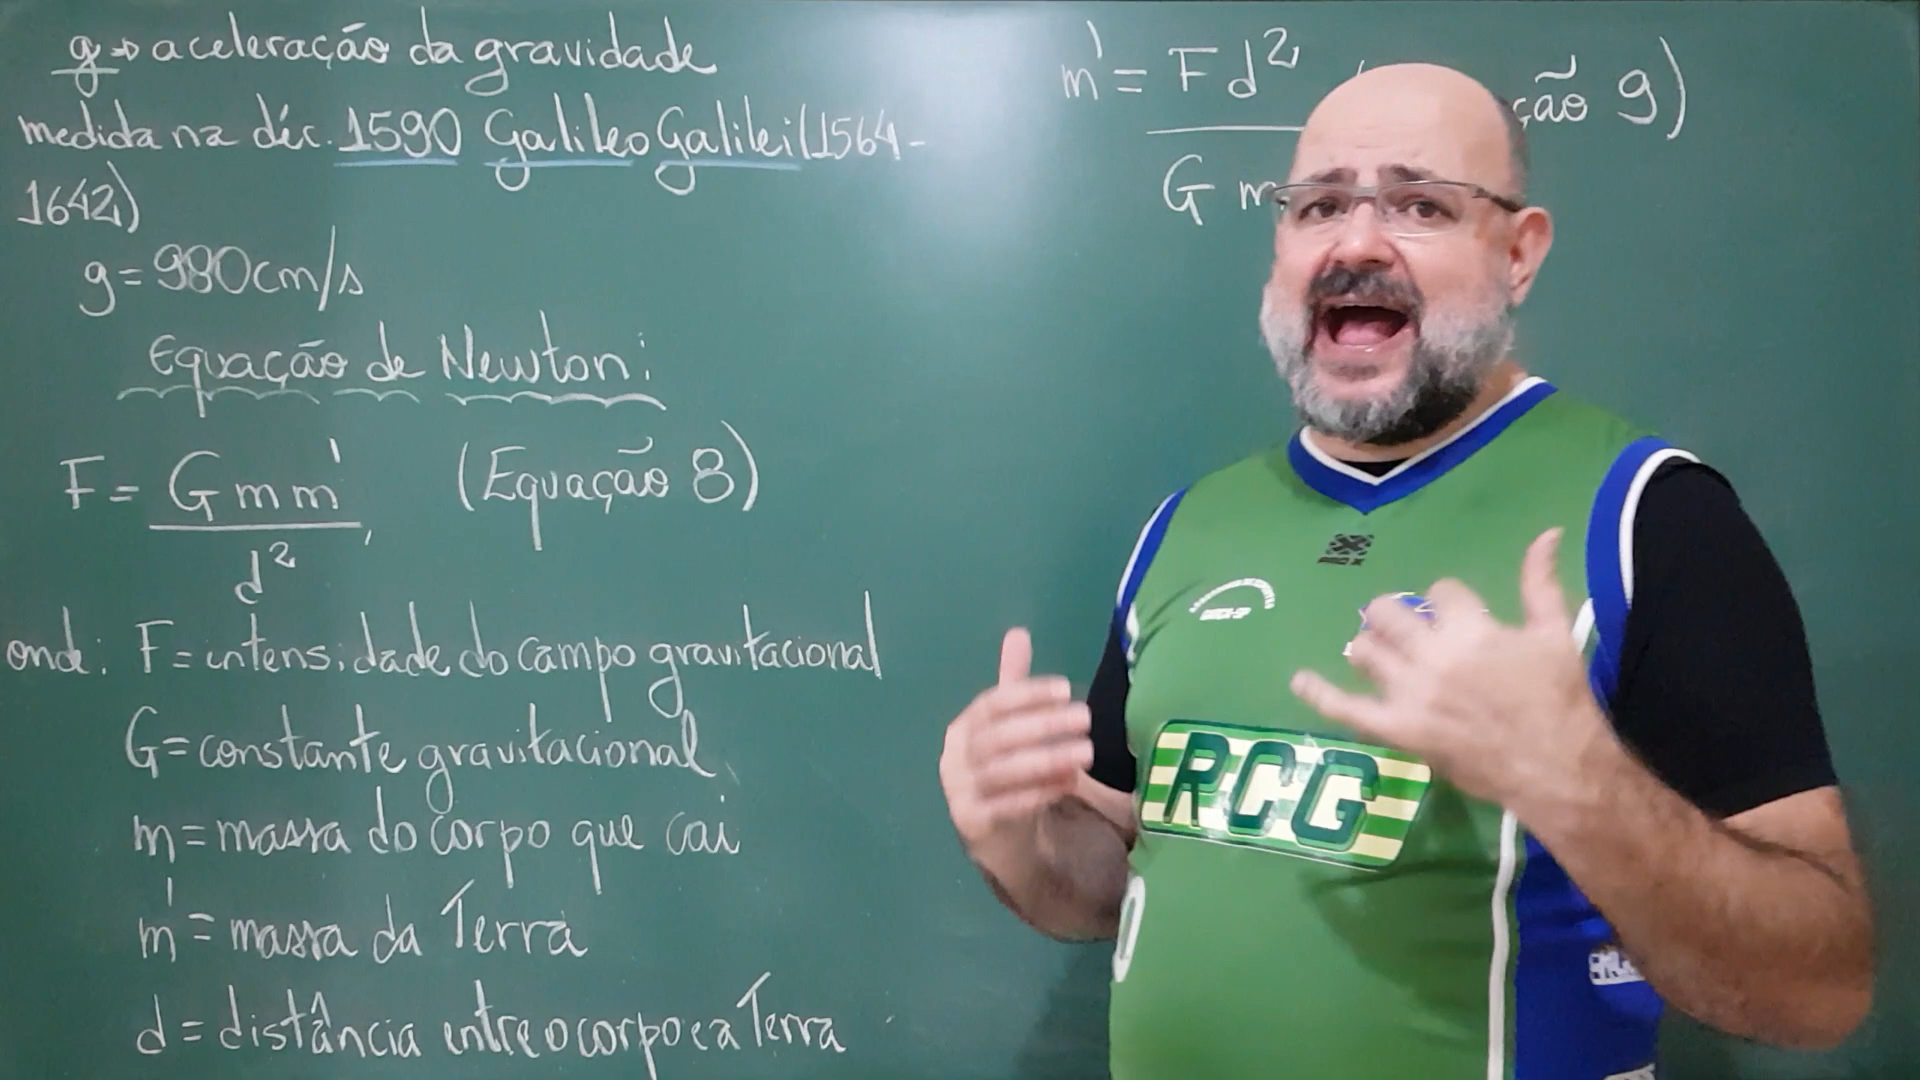 g → aceleração da gravidade
medida na déc. 1590 Galileo Galilei (1564-
1642)
g = 980cm/s
Equação de Newton:
F = G m m' (Equação 8)
d²,
onde: F = intensidade do campo gravitacional
G = constante gravitacional
m = massa do corpo que cai
m' = massa da Terra
d = distância entre o corpo e a Terra
m' = F d² ção 9)
G m
RCG